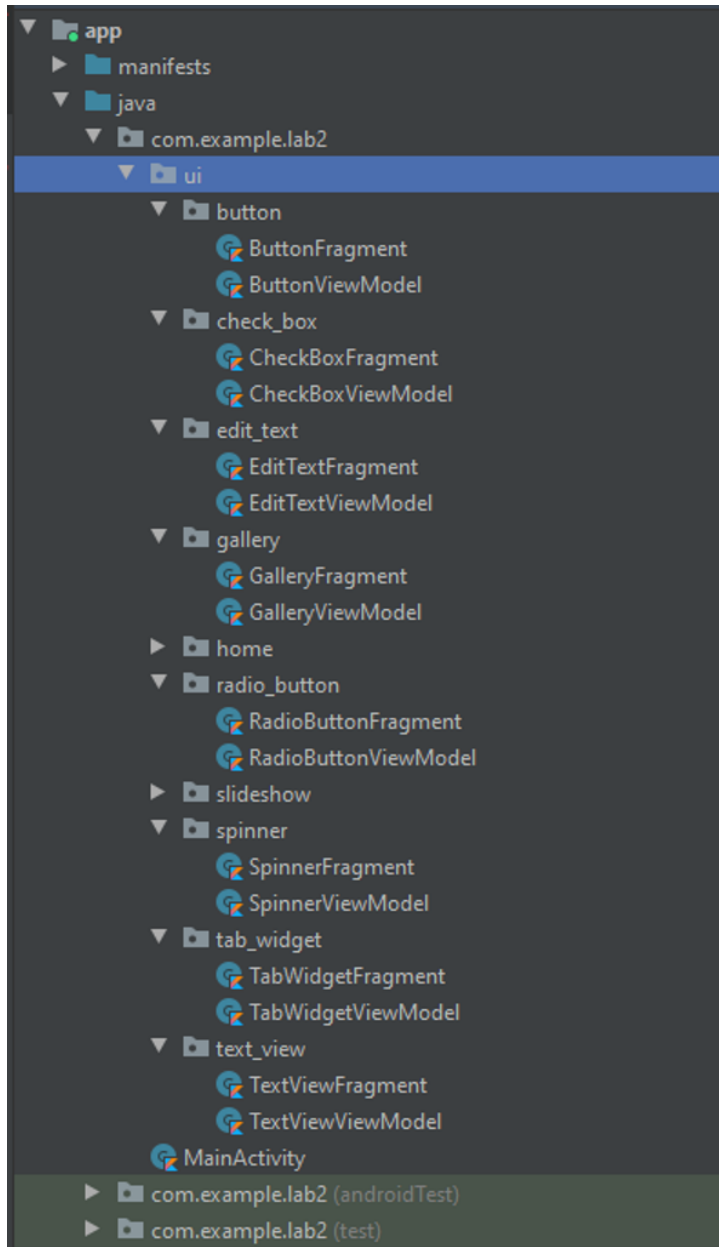 app
manifests
java
com.example.lab2
ui
button
ButtonFragment
ButtonViewModel
check_box
CheckBoxFragment
CheckBoxViewModel
edit_text
EditTextFragment
EditTextViewModel
gallery
GalleryFragment
GalleryViewModel
home
radio_button
RadioButtonFragment
RadioButtonViewModel
slideshow
spinner
SpinnerFragment
SpinnerViewModel
tab_widget
TabWidgetFragment
TabWidgetViewModel
text_view
TextViewFragment
TextViewViewModel
MainActivity
com.example.lab2 (androidTest)
com.example.lab2 (test)